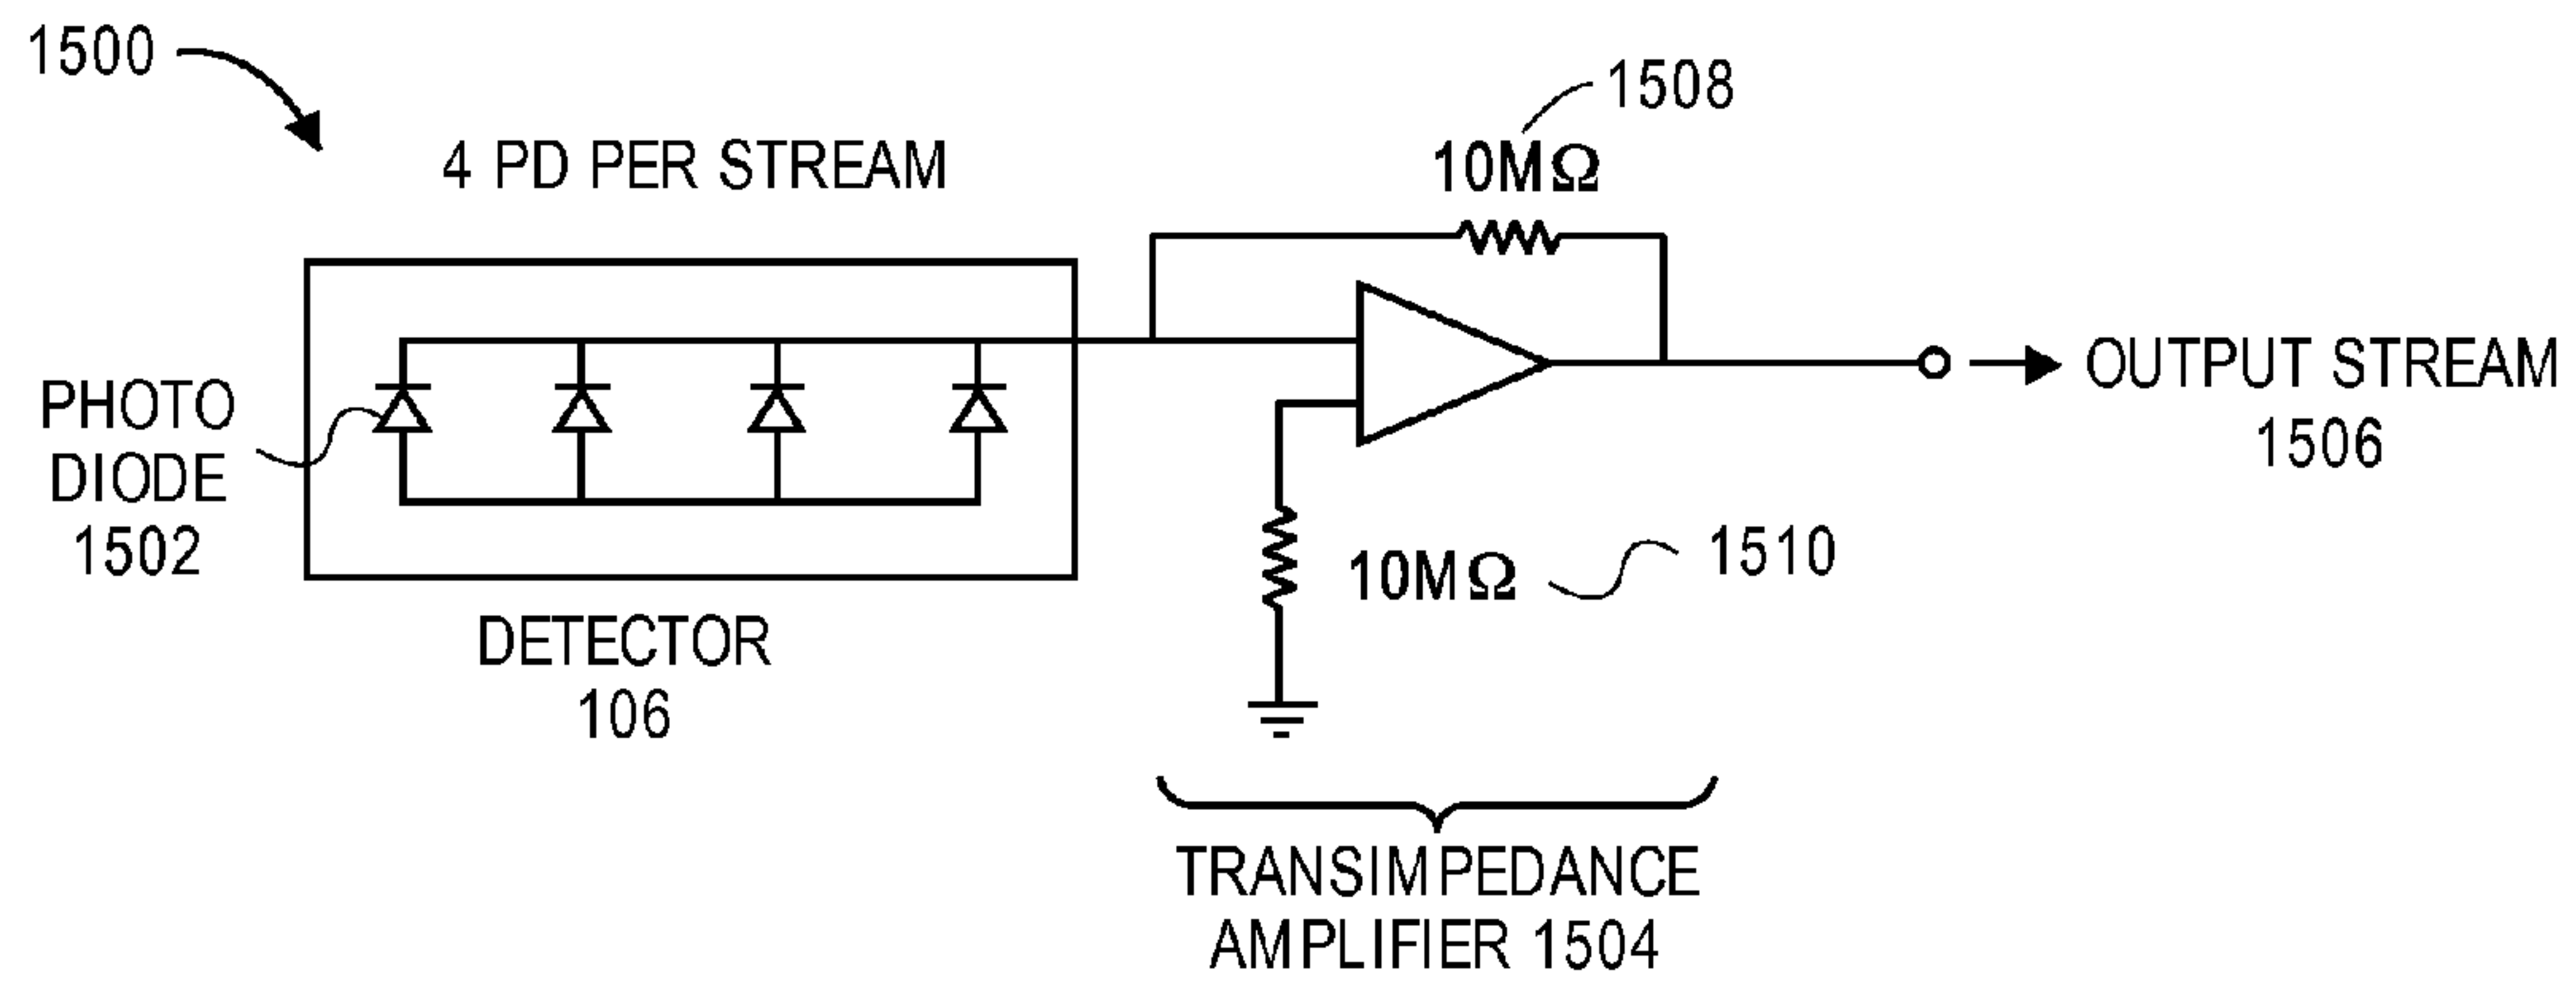 1500
4 PD PER STREAM
1508
10MΩ
PHOTO
DIODE
1502
OUTPUT STREAM
1506
10MΩ
1510
DETECTOR
106
TRANSIMPEDANCE
AMPLIFIER 1504